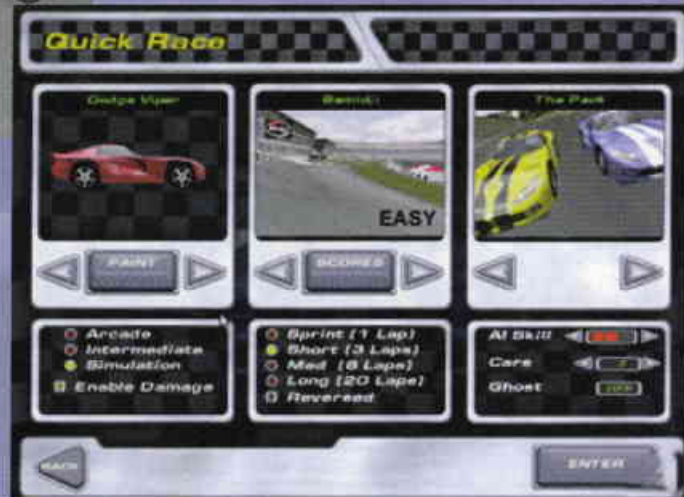 Quick Race
Dodge Viper
Bemidji
The Pack
EASY
PAINT
SCORES
Arcade
Intermediate
Simulation
Enable Damage
Sprint (1 Lap)
Short (3 Laps)
Med (8 Laps)
Long (20 Laps)
Reversed
AI Skill
Cars
Ghost
BACK
ENTER